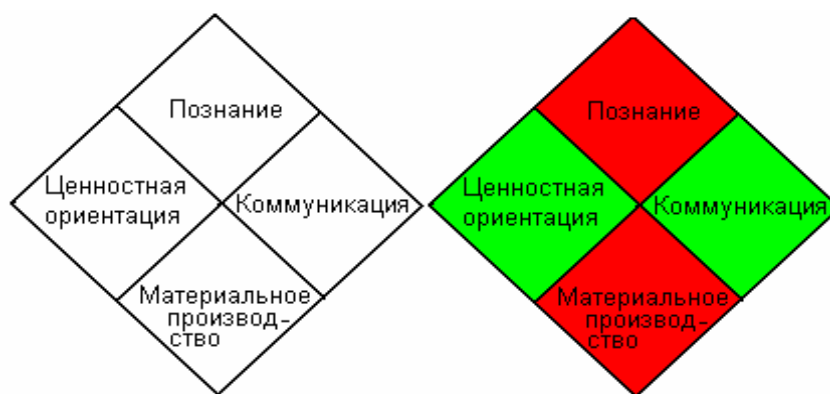 Познание
Ценностная
ориентация
Коммуникация
Материальное
производ-
ство
Познание
Ценностная
ориентация
Коммуникация
Материальное
производ-
ство